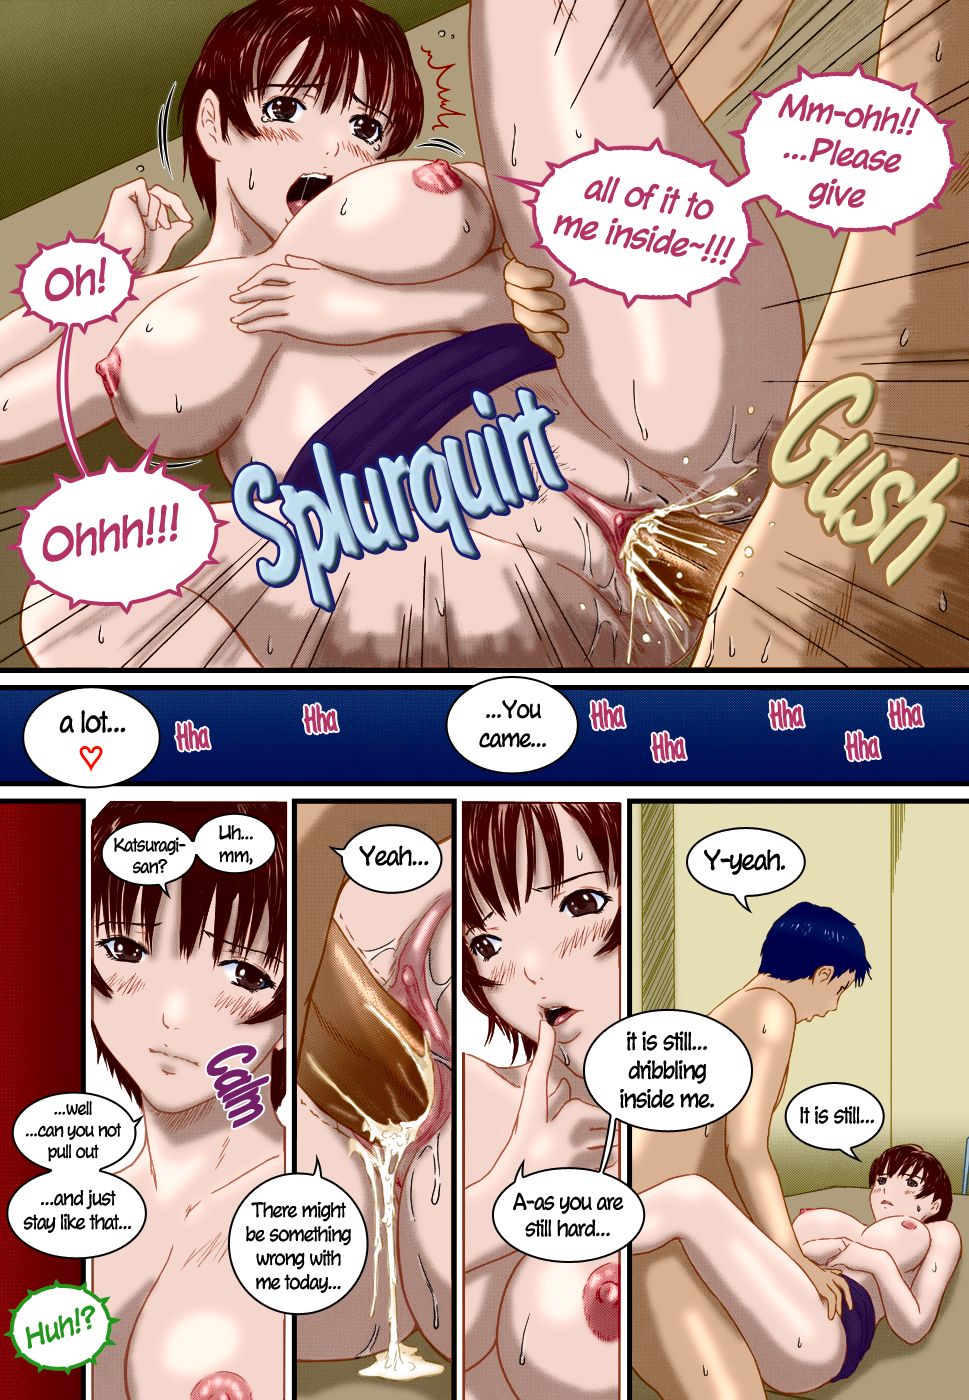 Mm-ohh!!
...Please
give
all of it to
me inside~!!!
Oh!
Ohhh!!!
Gush
Splurquirt
Hha
Hha
Hha
Hha
Hha
...You
came...
Hha
Hha
a lot...
♡
Y-yeah.
It is still...
it is still...
dribbling
inside me.
A-as you are
still hard...
Yeah...
There might
be something
wrong with
me today...
Uh...
mm,
Katsuragi-
san?
Calm
...well
...can you not
pull out
...and just
stay like that...
Huh!?